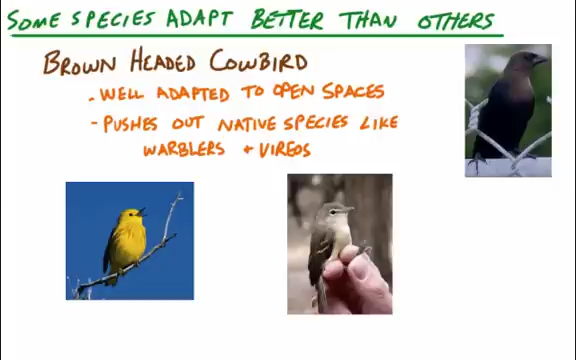 SOME SPECIES ADAPT BETTER THAN OTHERS
BROWN HEADED COWBIRD
. WELL ADAPTED TO OPEN SPACES
- PUSHES OUT NATIVE SPECIES LIKE
WARBLERS + VIREOS